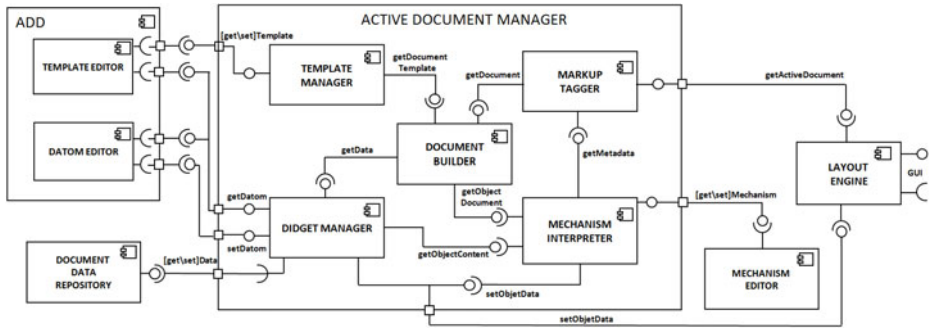 ADD
ACTIVE DOCUMENT MANAGER
[get\set]Template
getDocument
Template
TEMPLATE EDITOR
TEMPLATE
MANAGER
getDocument
MARKUP
TAGGER
getActiveDocument
DATOM EDITOR
getData
DOCUMENT
BUILDER
getMetadata
LAYOUT
ENGINE
GUI
getDatom
getObject
Document
[get\set]Mechanism
DIDGET MANAGER
MECHANISM
INTERPRETER
setDatom
getObjectContent
DOCUMENT
DATA
REPOSITORY
[get\set]Data
MECHANISM
EDITOR
setObjetData
setObjetData